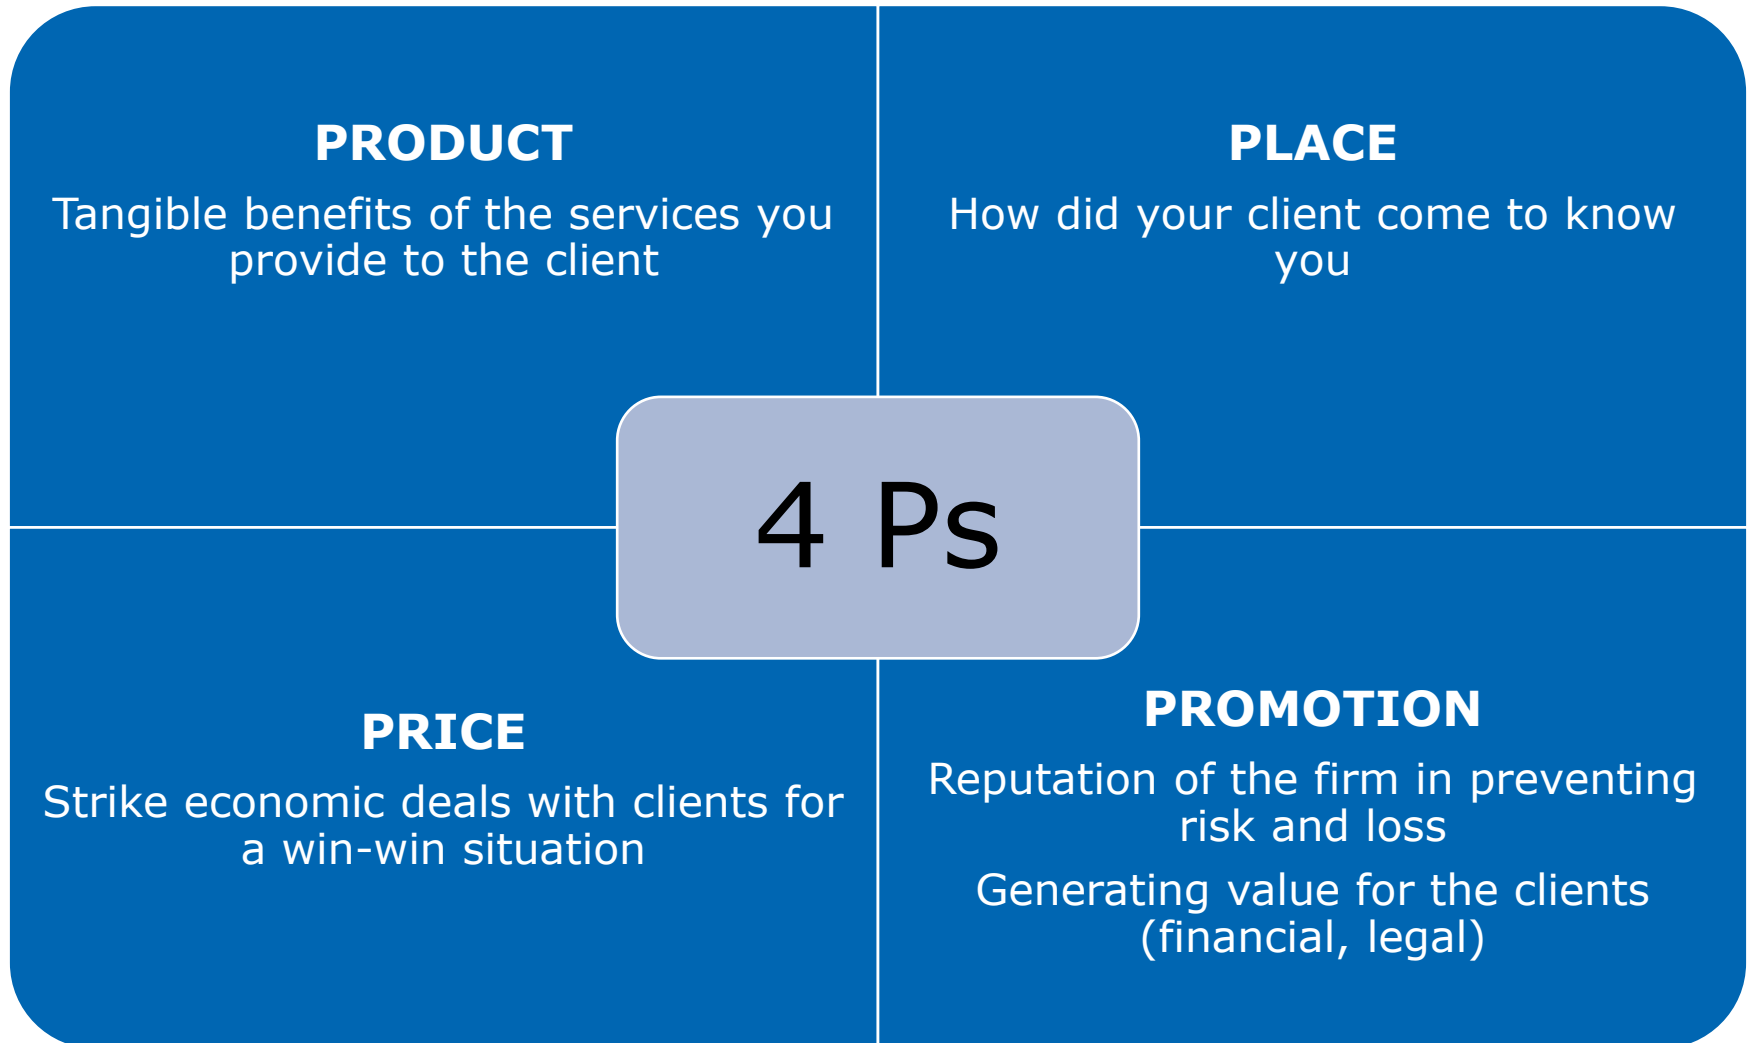 PRODUCT
Tangible benefits of the services you
provide to the client
PLACE
How did your client come to know
you
4 Ps
PRICE
Strike economic deals with clients for
a win-win situation
PROMOTION
Reputation of the firm in preventing
risk and loss
Generating value for the clients
(financial, legal)